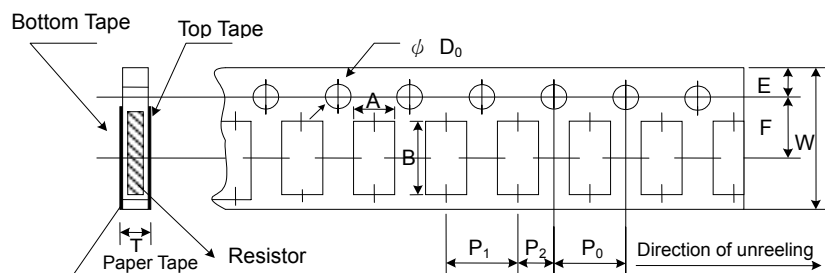 Bottom Tape
Top Tape
φ D0
E
A
F
W
B
T
Paper Tape
Resistor
P1
P2
P0
Direction of unreeling